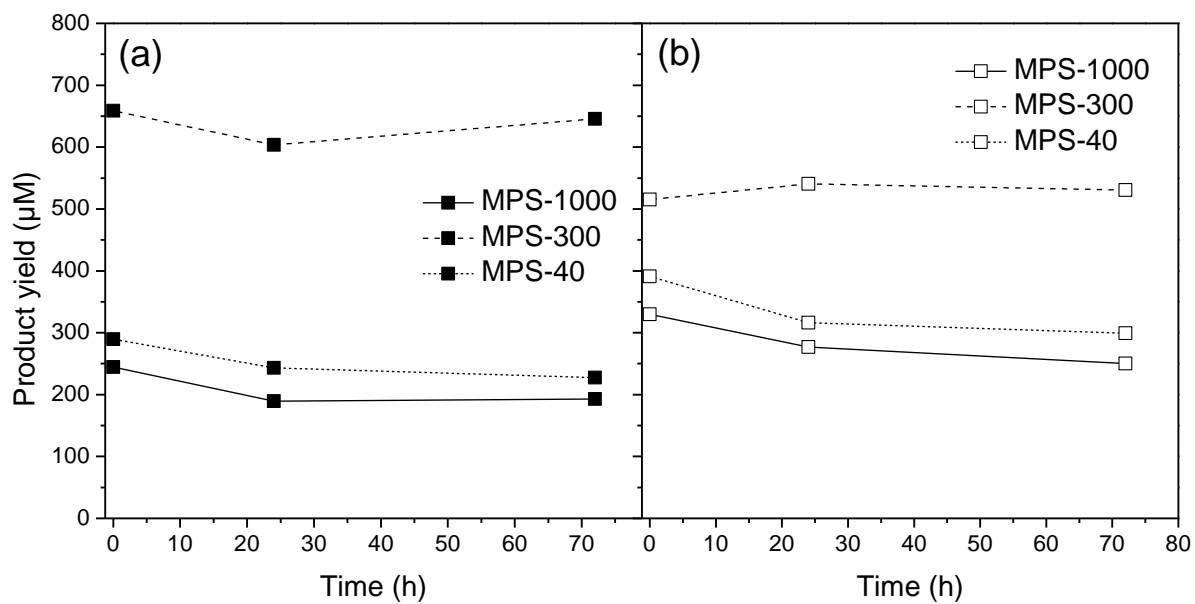 Product yield (µM)
800
700
600
500
400
300
200
100
0
(a)
MPS-1000
MPS-300
MPS-40
0 10 20 30 40 50 60 70
Time (h)
(b)
MPS-1000
MPS-300
MPS-40
0 10 20 30 40 50 60 70 80
Time (h)